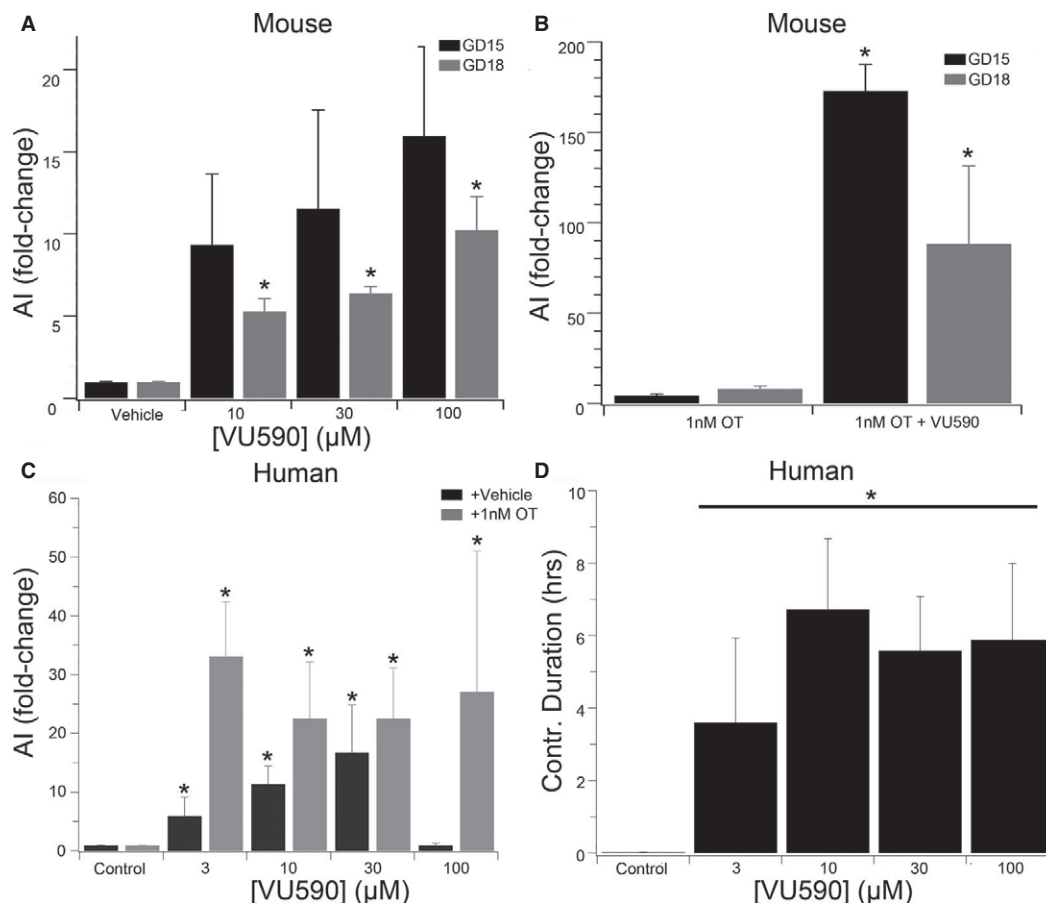 A
Mouse
GD15
GD18
AI (fold-change)
20
15
10
5
0
* * *
Vehicle 10 30 100
[VU590] (µM)
B
Mouse
GD15
GD18
AI (fold-change)
200
150
100
50
0
* *
1nM OT 1nM OT + VU590
C
Human
+Vehicle
+1nM OT
AI (fold-change)
60
50
40
30
20
10
0
* * * * * * *
Control 3 10 30 100
[VU590] (µM)
D
Human
Contr. Duration (hrs)
10
8
6
4
2
0
*
Control 3 10 30 100
[VU590] (µM)